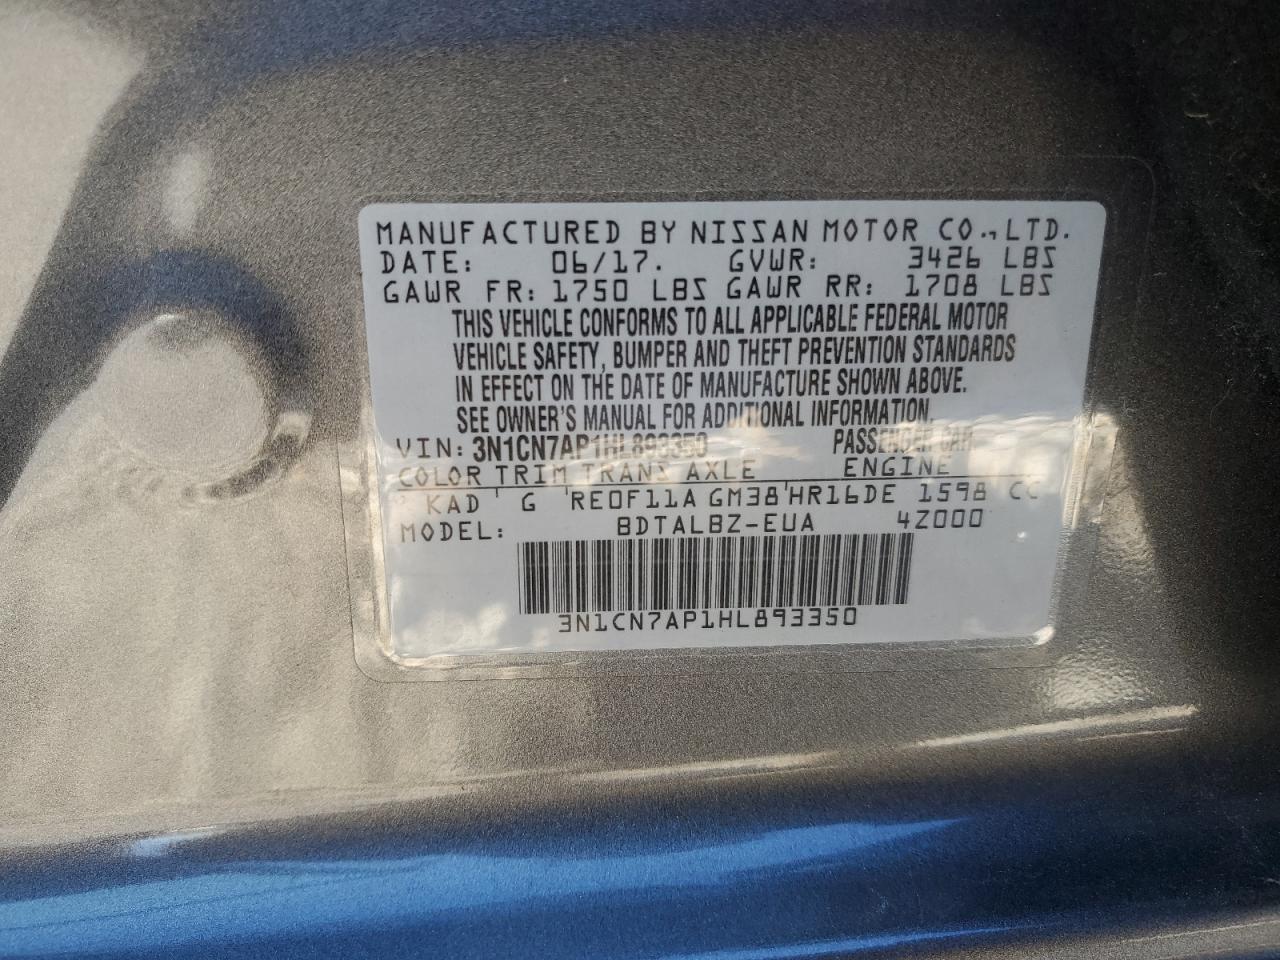 MANUFACTURED BY NISSAN MOTOR CO., LTD.
DATE: 06/17. GVWR: 3426 LBS
GAWR FR: 1750 LBS GAWR RR: 1708 LBS
THIS VEHICLE CONFORMS TO ALL APPLICABLE FEDERAL MOTOR
VEHICLE SAFETY, BUMPER AND THEFT PREVENTION STANDARDS
IN EFFECT ON THE DATE OF MANUFACTURE SHOWN ABOVE.
SEE OWNER'S MANUAL FOR ADDITIONAL INFORMATION.
VIN: 3N1CN7AP1HL893350 PASSENGER CAR
COLOR TRIM TRANS AXLE ENGINE
KAD G RE0F11A GM38 HR16DE 1598 CC
MODEL: BDTALBZ-EUA 4Z000
3N1CN7AP1HL893350